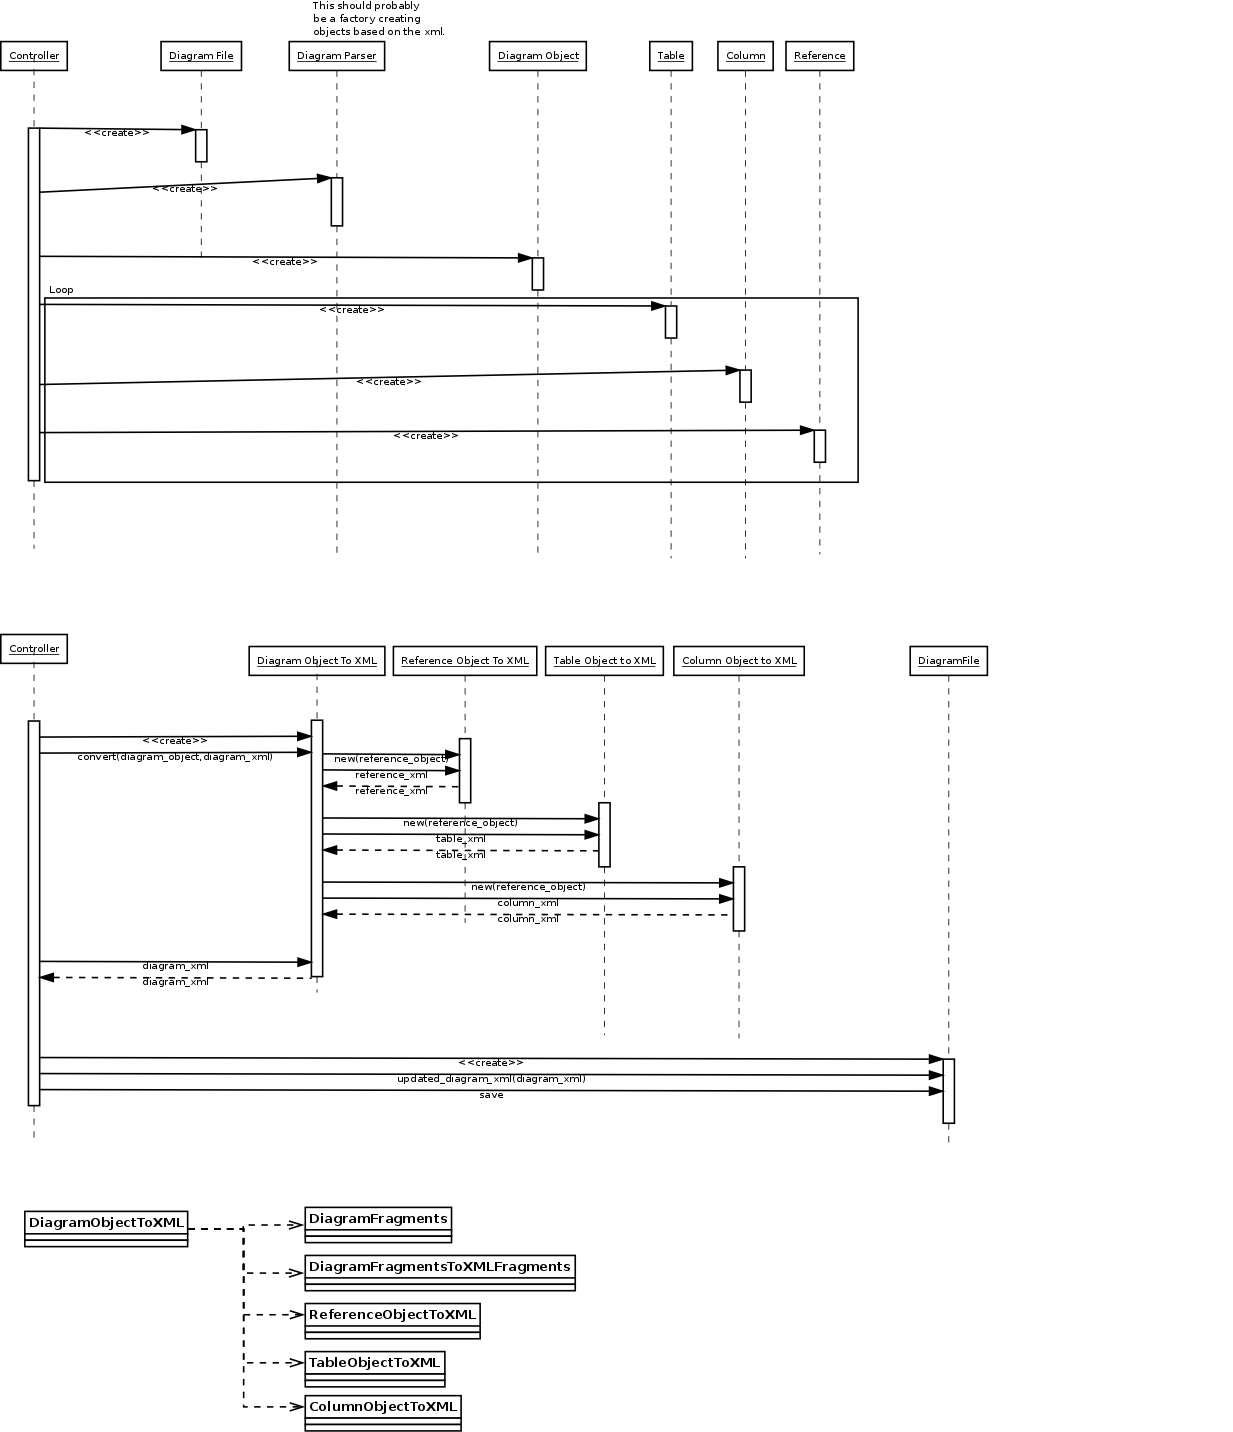 This should probably
be a factory creating
objects based on the xml.
Controller
Diagram File
Diagram Parser
Diagram Object
Table
Column
Reference
<<create>>
<<create>>
<<create>>
Loop
<<create>>
<<create>>
<<create>>
Controller
Diagram Object To XML
Reference Object To XML
Table Object to XML
Column Object to XML
DiagramFile
<<create>>
convert(diagram_object,diagram_xml)
new(reference_object)
reference_xml
reference_xml
new(reference_object)
table_xml
table_xml
new(reference_object)
column_xml
column_xml
diagram_xml
diagram_xml
<<create>>
updated_diagram_xml(diagram_xml)
save
DiagramObjectToXML
DiagramFragments
DiagramFragmentsToXMLFragments
ReferenceObjectToXML
TableObjectToXML
ColumnObjectToXML